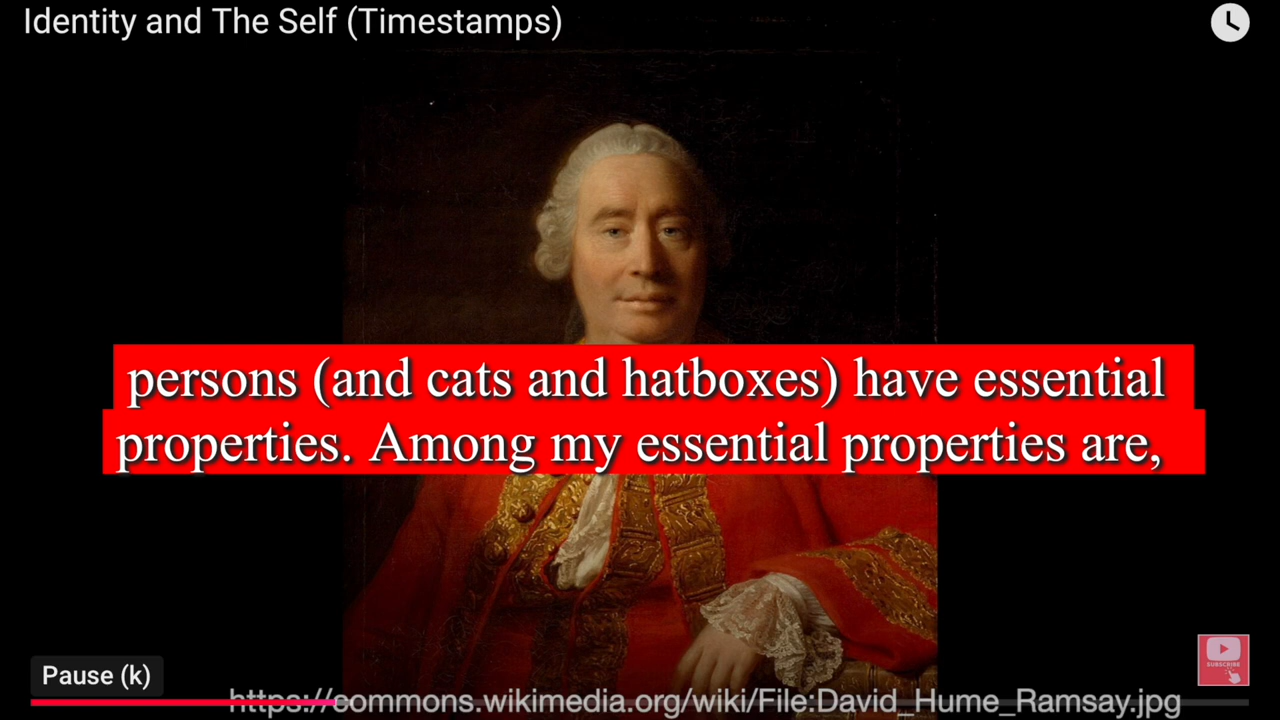 Identity and The Self (Timestamps)
persons (and cats and hatboxes) have essential
properties. Among my essential properties are,
SUBSCRIBE
Pause (k)
https://commons.wikimedia.org/wiki/File:David_Hume_Ramsay.jpg